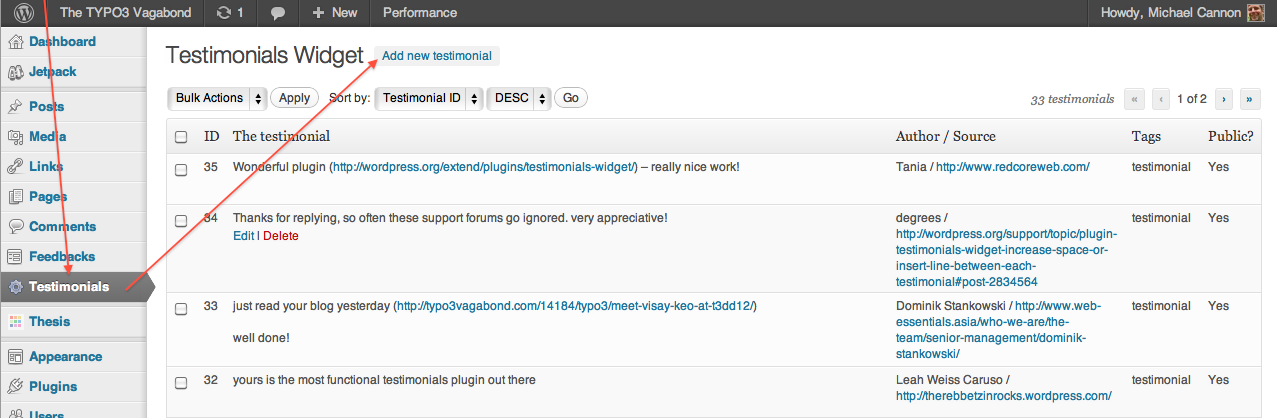 The TYPO3 Vagabond 1 + New Performance Howdy, Michael Cannon
Dashboard
Jetpack
Posts
Media
Links
Pages
Comments
Feedbacks
Testimonials
Thesis
Appearance
Plugins
Users
Testimonials Widget Add new testimonial
Bulk Actions Apply Sort by: Testimonial ID DESC Go 33 testimonials « ‹ 1 of 2 › »
ID The testimonial Author / Source Tags Public?
35 Wonderful plugin (http://wordpress.org/extend/plugins/testimonials-widget/) – really nice work! Tania / http://www.redcoreweb.com/ testimonial Yes
34 Thanks for replying, so often these support forums go ignored. very appreciative! degrees / testimonial Yes
Edit | Delete http://wordpress.org/support/topic/plugin-
testimonials-widget-increase-space-or-
insert-line-between-each-
testimonial#post-2834564
33 just read your blog yesterday (http://typo3vagabond.com/14184/typo3/meet-visay-keo-at-t3dd12/) Dominik Stankowski / http://www.web- testimonial Yes
essentials.asia/who-we-are/the-
well done! team/senior-management/dominik-
stankowski/
32 yours is the most functional testimonials plugin out there Leah Weiss Caruso / testimonial Yes
http://therebbetzinrocks.wordpress.com/